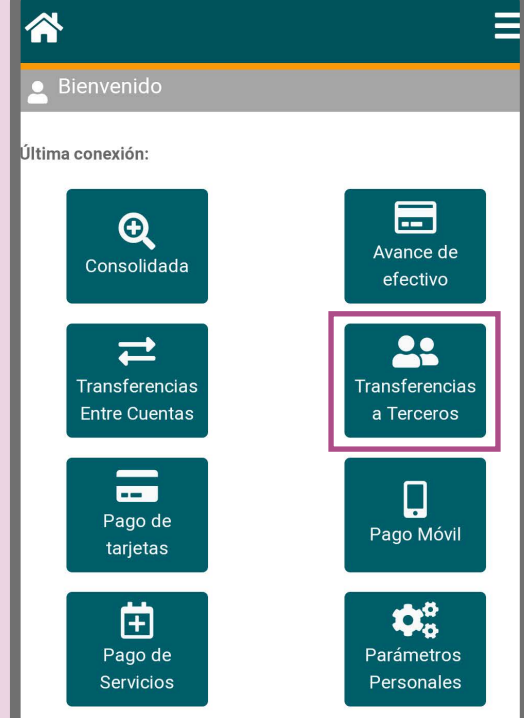 Bienvenido
Última conexión:
Consolidada
Avance de
efectivo
Transferencias
Entre Cuentas
Transferencias
a Terceros
Pago de
tarjetas
Pago Móvil
Pago de
Servicios
Parámetros
Personales